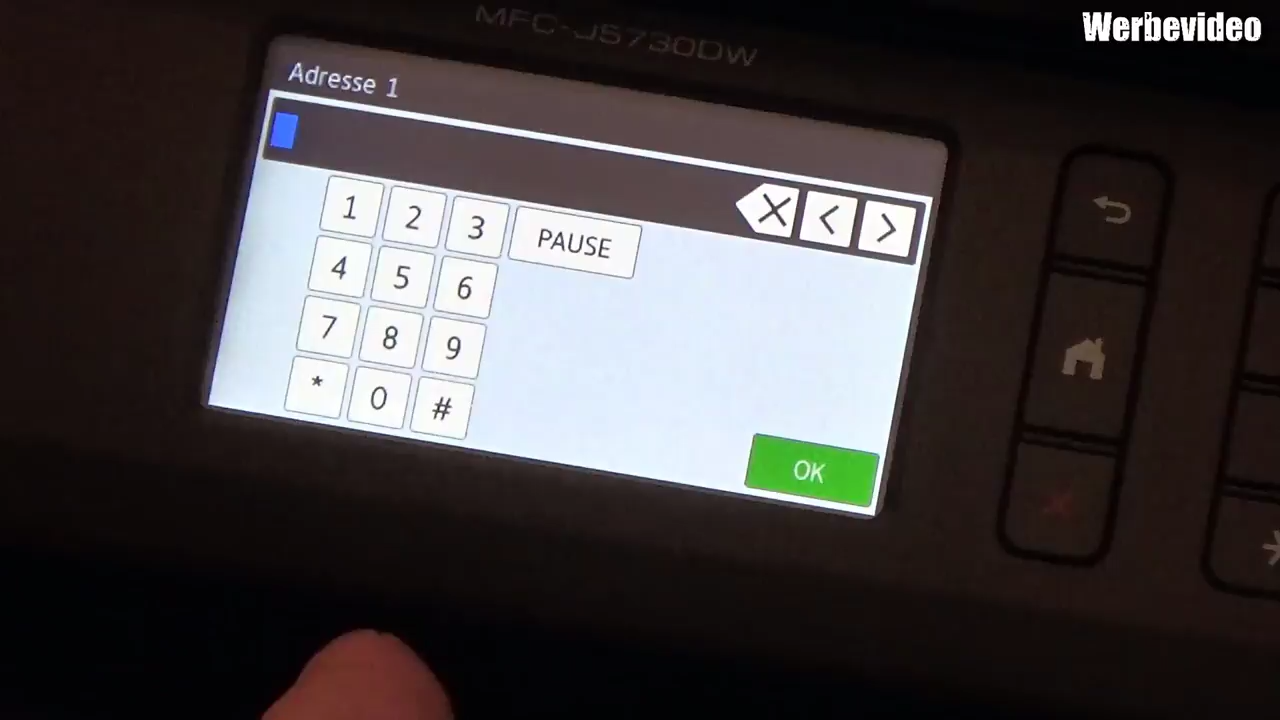 Werbevideo
MFC-J5730DW
Adresse 1
1 2 3 PAUSE
4 5 6
7 8 9
* 0 #
OK